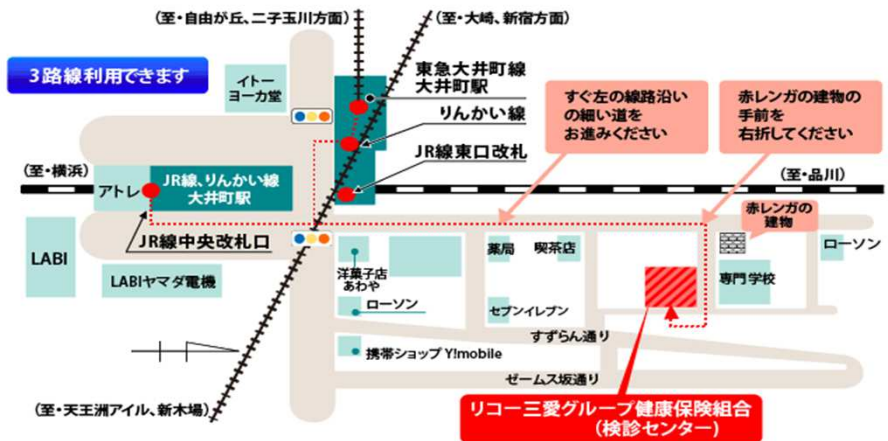 (至・自由が丘、二子玉川方面)
(至・大崎、新宿方面)
3路線利用できます
イトー
ヨーカ堂
東急大井町線
大井町駅
りんかい線
JR線東口改札
すぐ左の線路沿い
の細い道を
お進みください
赤レンガの建物の
手前を
右折してください
(至・横浜)
(至・品川)
アトレ
JR線、りんかい線
大井町駅
JR線中央改札口
赤レンガの
建物
LABI
LABIヤマダ電機
洋菓子店
あわや
薬局
喫茶店
専門学校
ローソン
ローソン
セブンイレブン
すずらん通り
携帯ショップ Y!mobile
ゼームス坂通り
(至・天王洲アイル、新木場)
リコー三愛グループ健康保険組合
(検診センター)